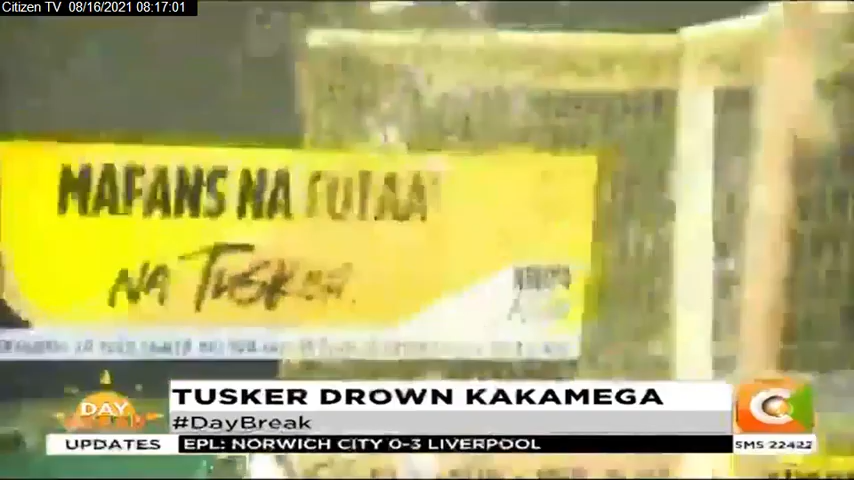 Citizen TV 08/16/2021 08:17:01
MAFANS NA FUTAA
NA TUSKER.
TUSKER DROWN KAKAMEGA
DAY
#DayBreak
UPDATES
EPL: NORWICH CITY 0-3 LIVERPOOL
SMS 22422